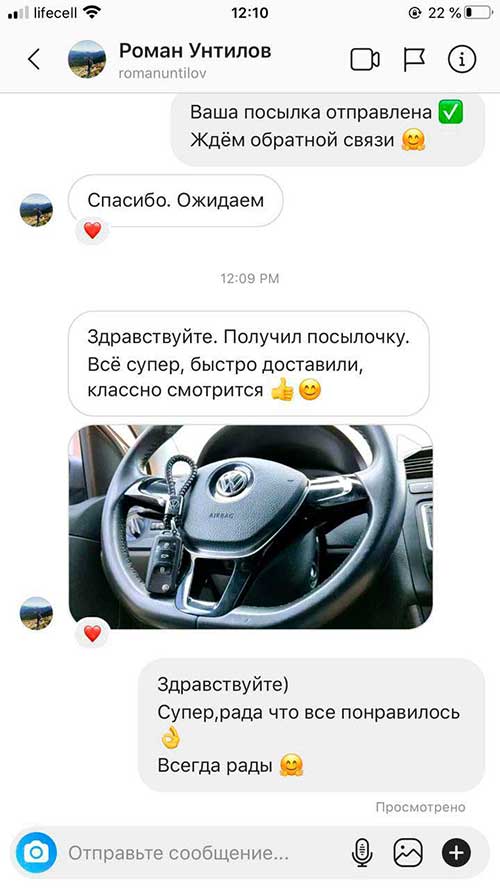 lifecell
12:10
22 %
Роман Унтилов
romanuntilov
Ваша посылка отправлена ✅
Ждём обратной связи 🤗
Спасибо. Ожидаем
❤️
12:09 PM
Здравствуйте. Получил посылочку.
Всё супер, быстро доставили,
классно смотрится 👍😊
AIRBAG
❤️
Здравствуйте)
Супер,рада что все понравилось
👌
Всегда рады 🤗
Просмотрено
Отправьте сообщение...